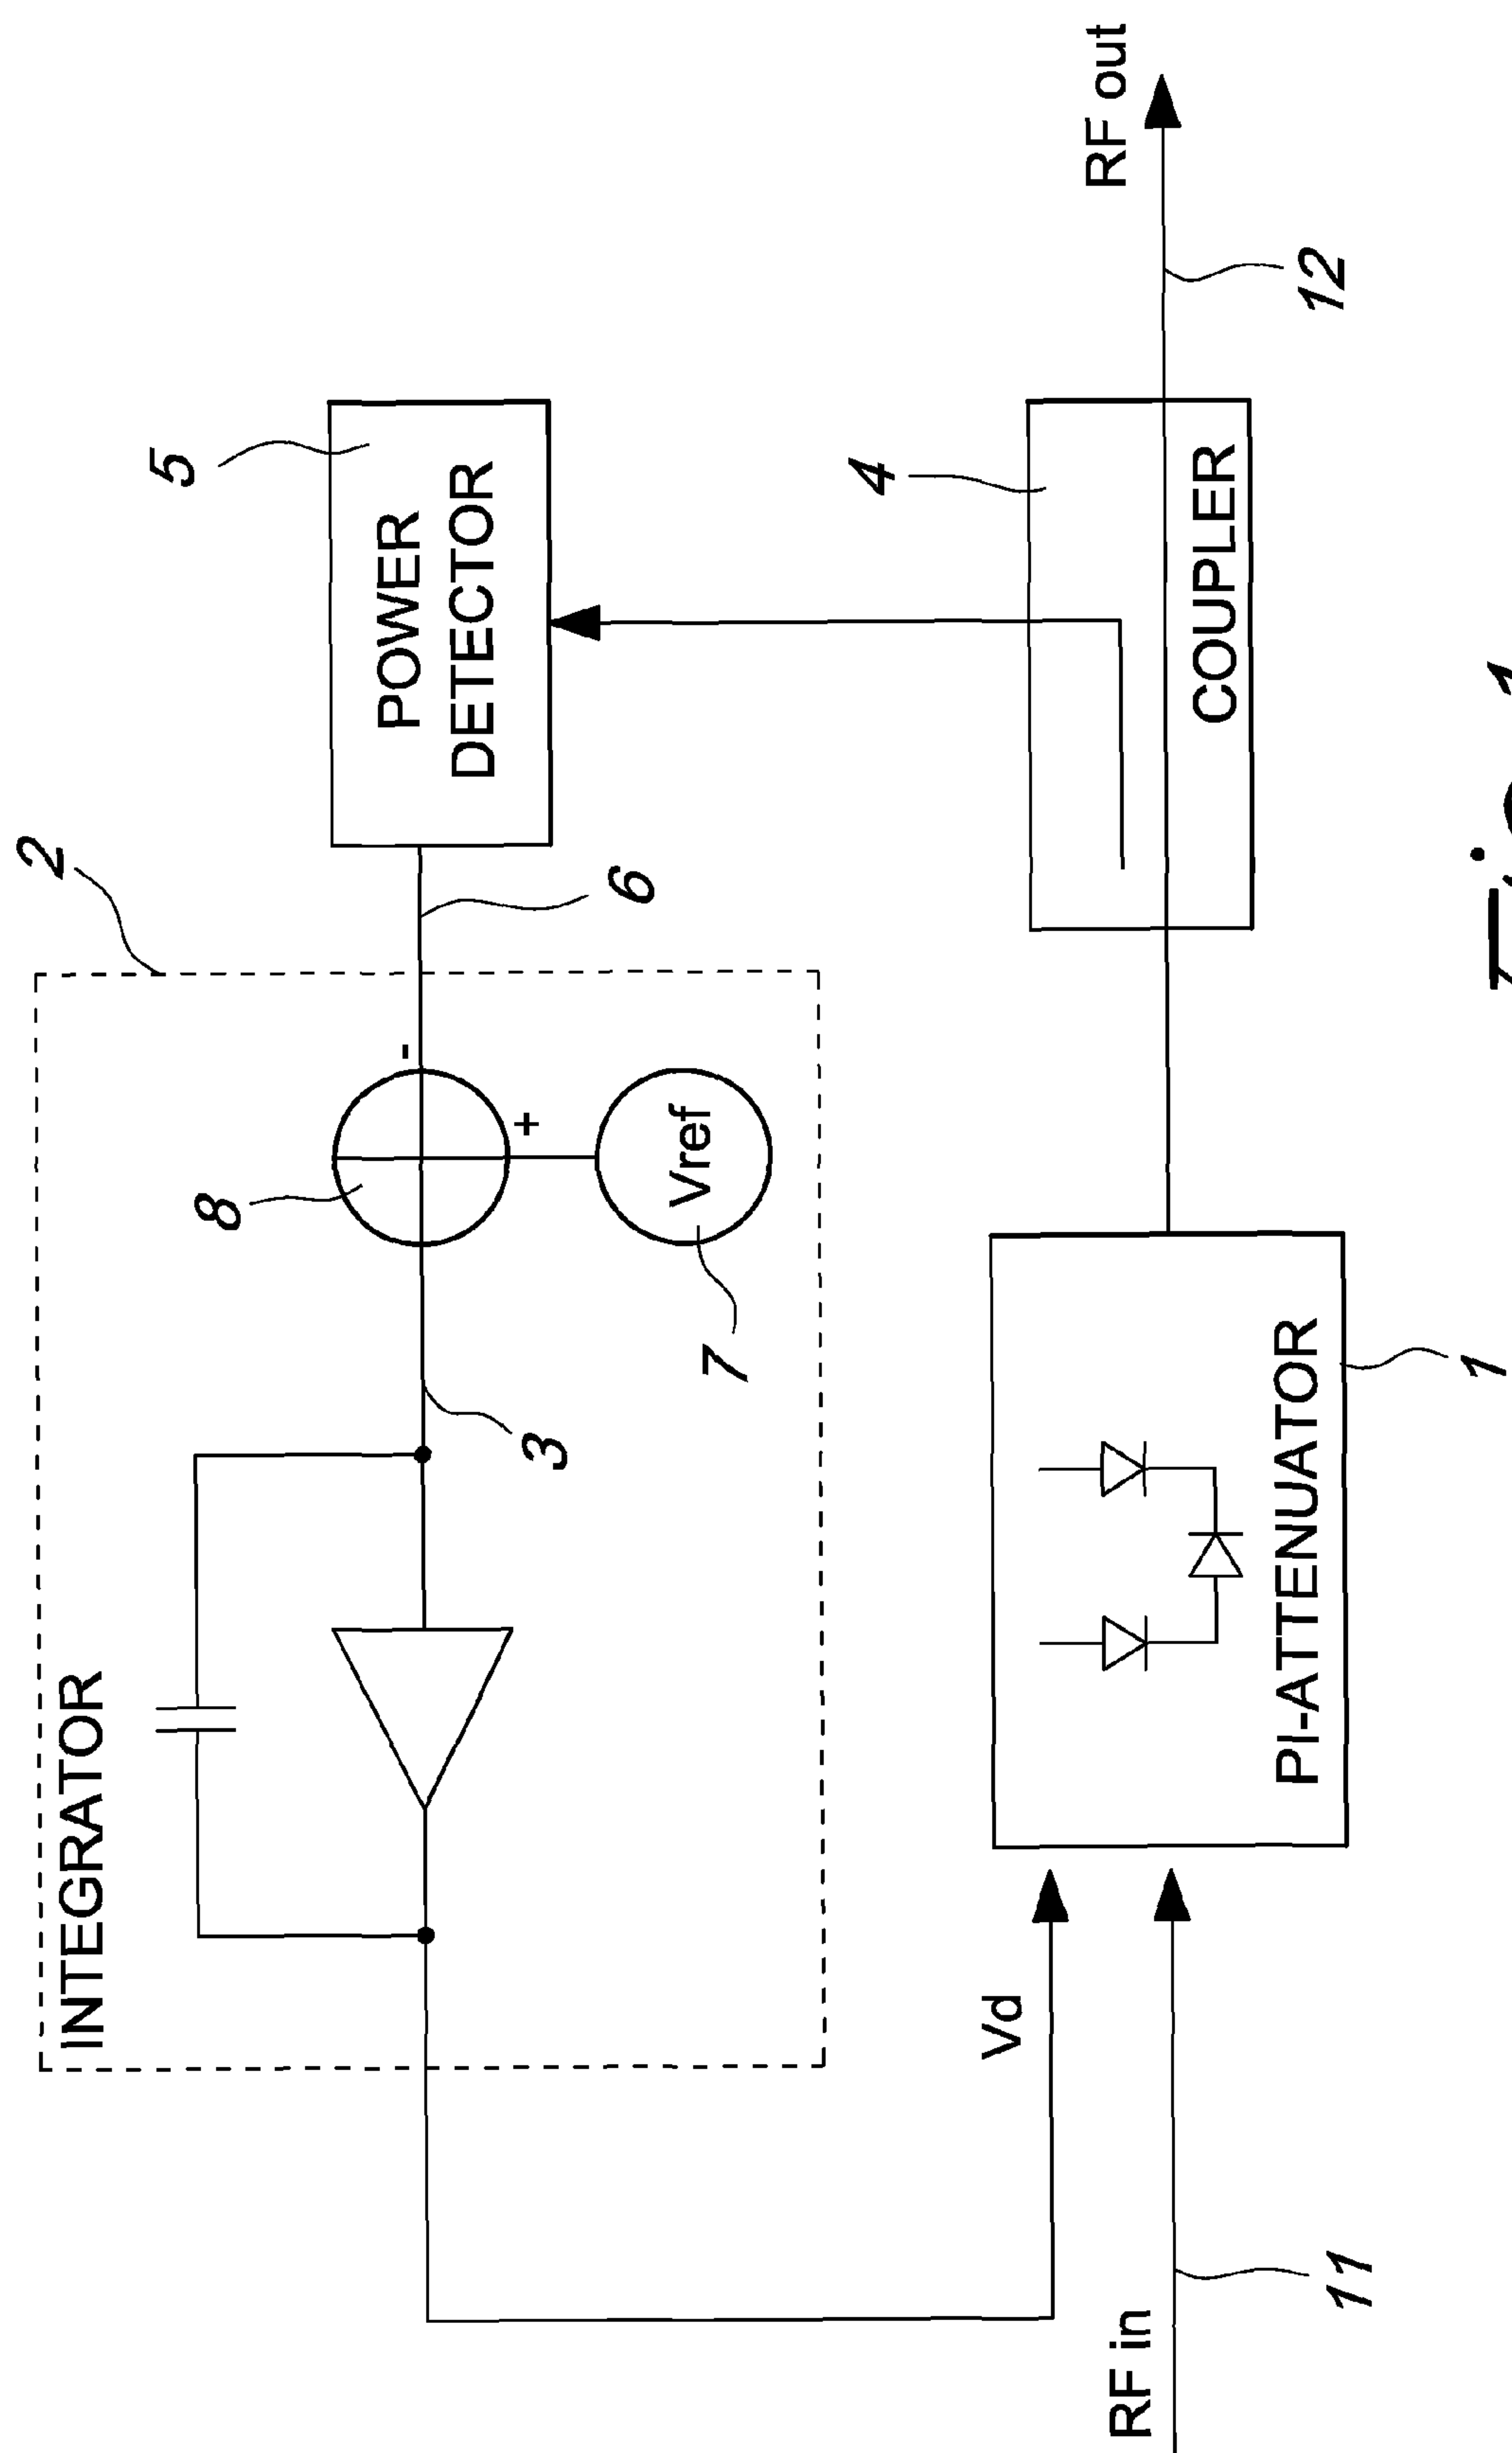 2
INTEGRATOR
5
8
POWER
DETECTOR
-
+
3
6
Vref
7
4
Vd
RF out
RF in
COUPLER
PI-ATTENUATOR
12
11
1